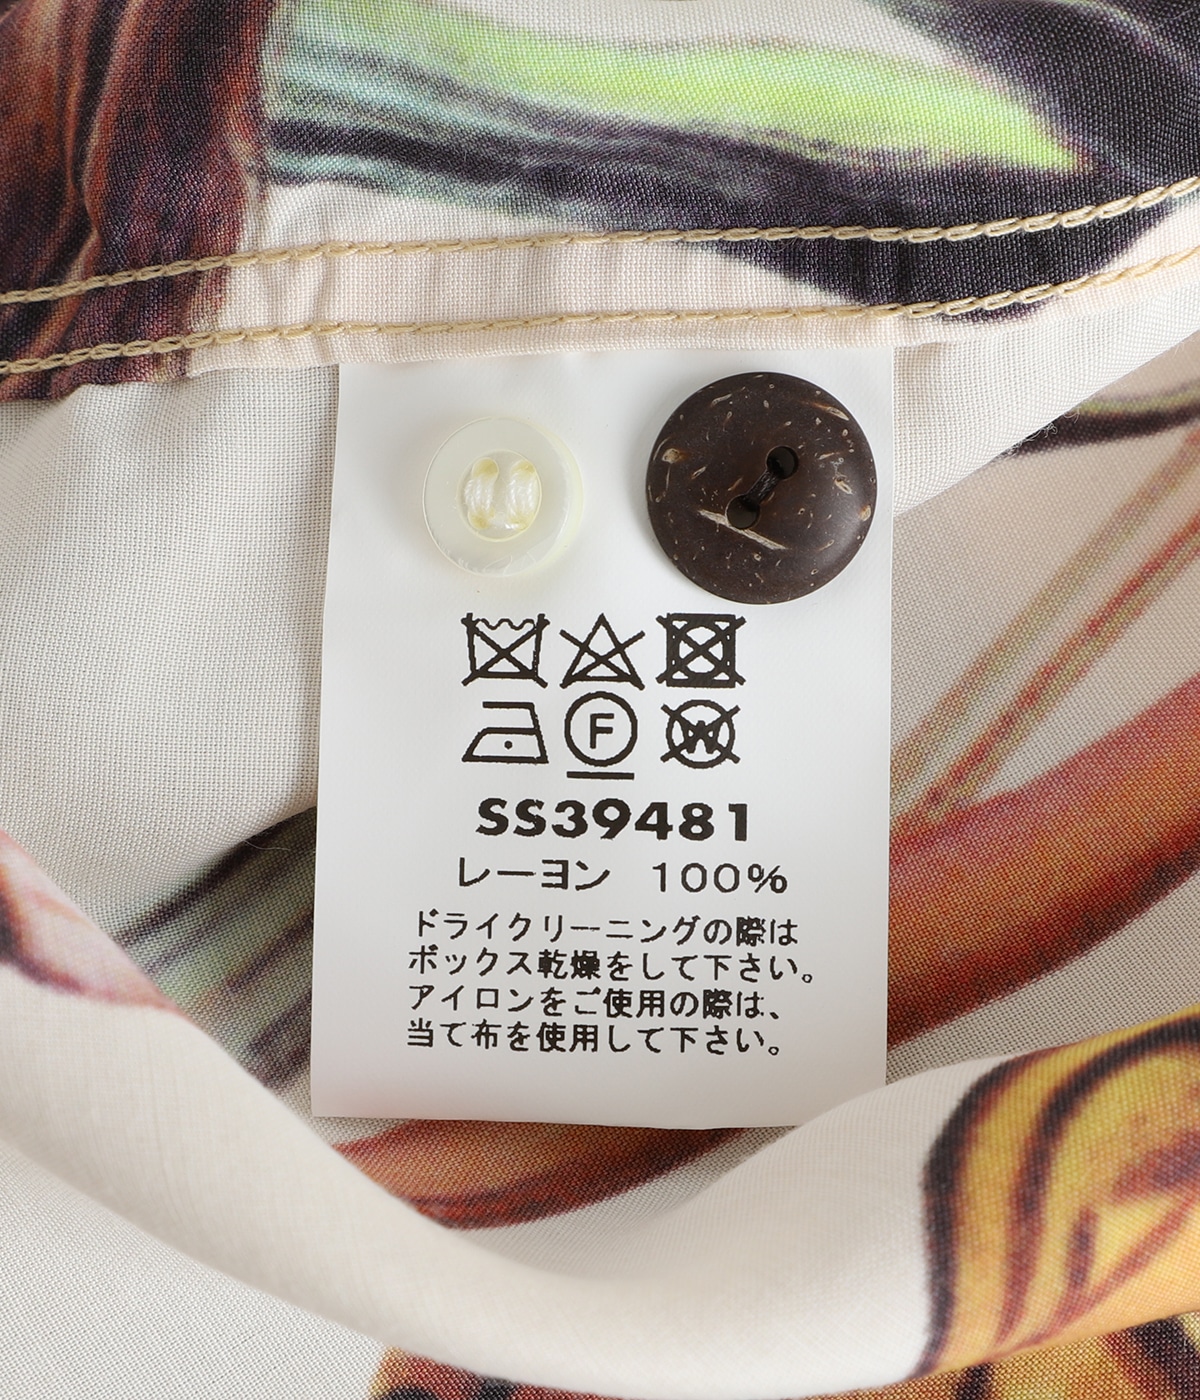 F W
SS39481
レーヨン 100%
ドライクリーニングの際は
ボックス乾燥をして下さい。
アイロンをご使用の際は、
当て布を使用して下さい。